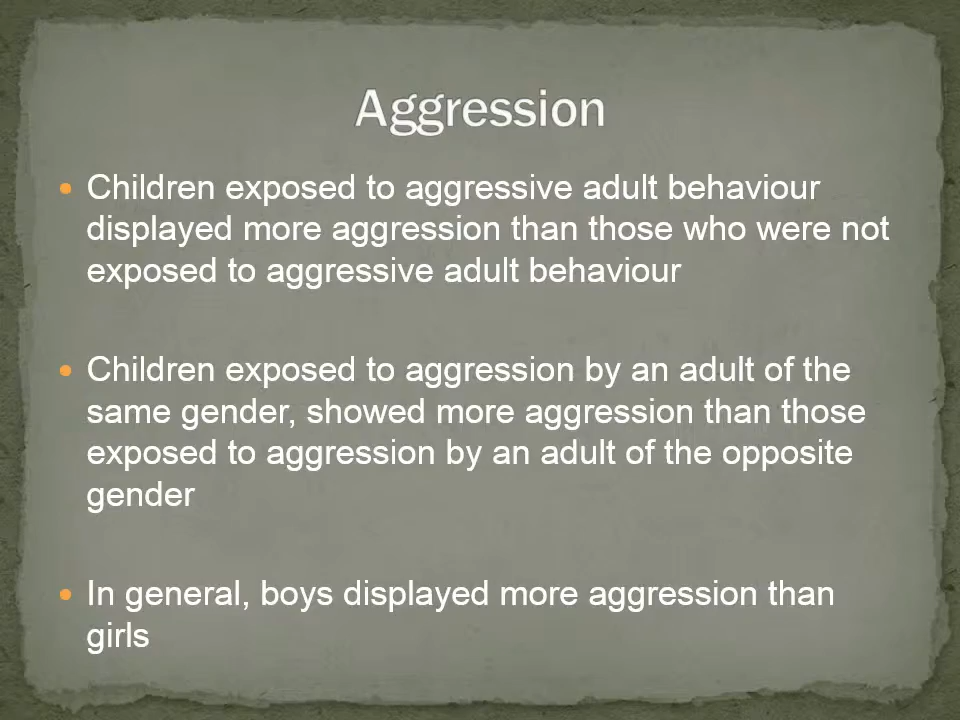 Aggression
• Children exposed to aggressive adult behaviour
displayed more aggression than those who were not
exposed to aggressive adult behaviour
• Children exposed to aggression by an adult of the
same gender, showed more aggression than those
exposed to aggression by an adult of the opposite
gender
• In general, boys displayed more aggression than
girls